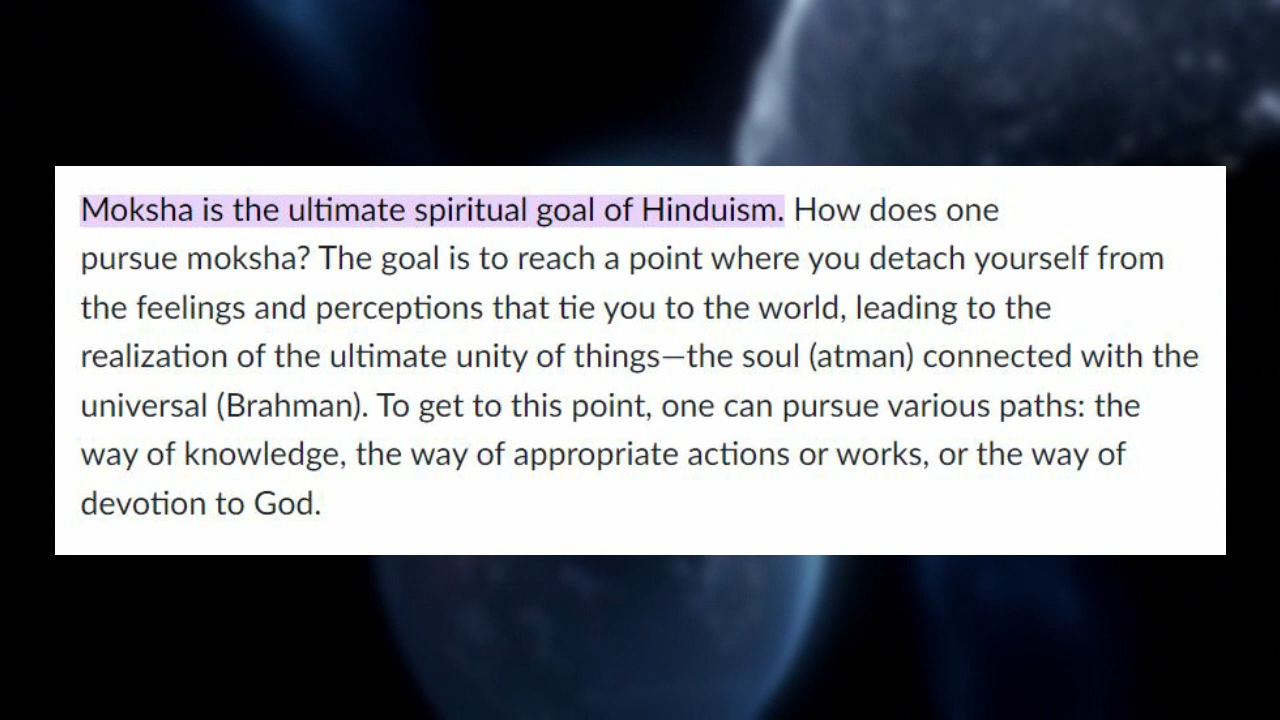 Moksha is the ultimate spiritual goal of Hinduism. How does one
pursue moksha? The goal is to reach a point where you detach yourself from
the feelings and perceptions that tie you to the world, leading to the
realization of the ultimate unity of things—the soul (atman) connected with the
universal (Brahman). To get to this point, one can pursue various paths: the
way of knowledge, the way of appropriate actions or works, or the way of
devotion to God.